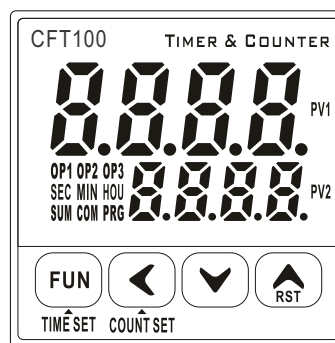 CFT100 TIMER & COUNTER
8.8.8.8. PV1
OP1 OP2 OP3
SEC MIN HOU
SUM COM PRG
8.8.8.8. PV2
FUN
RST
TIME SET COUNT SET